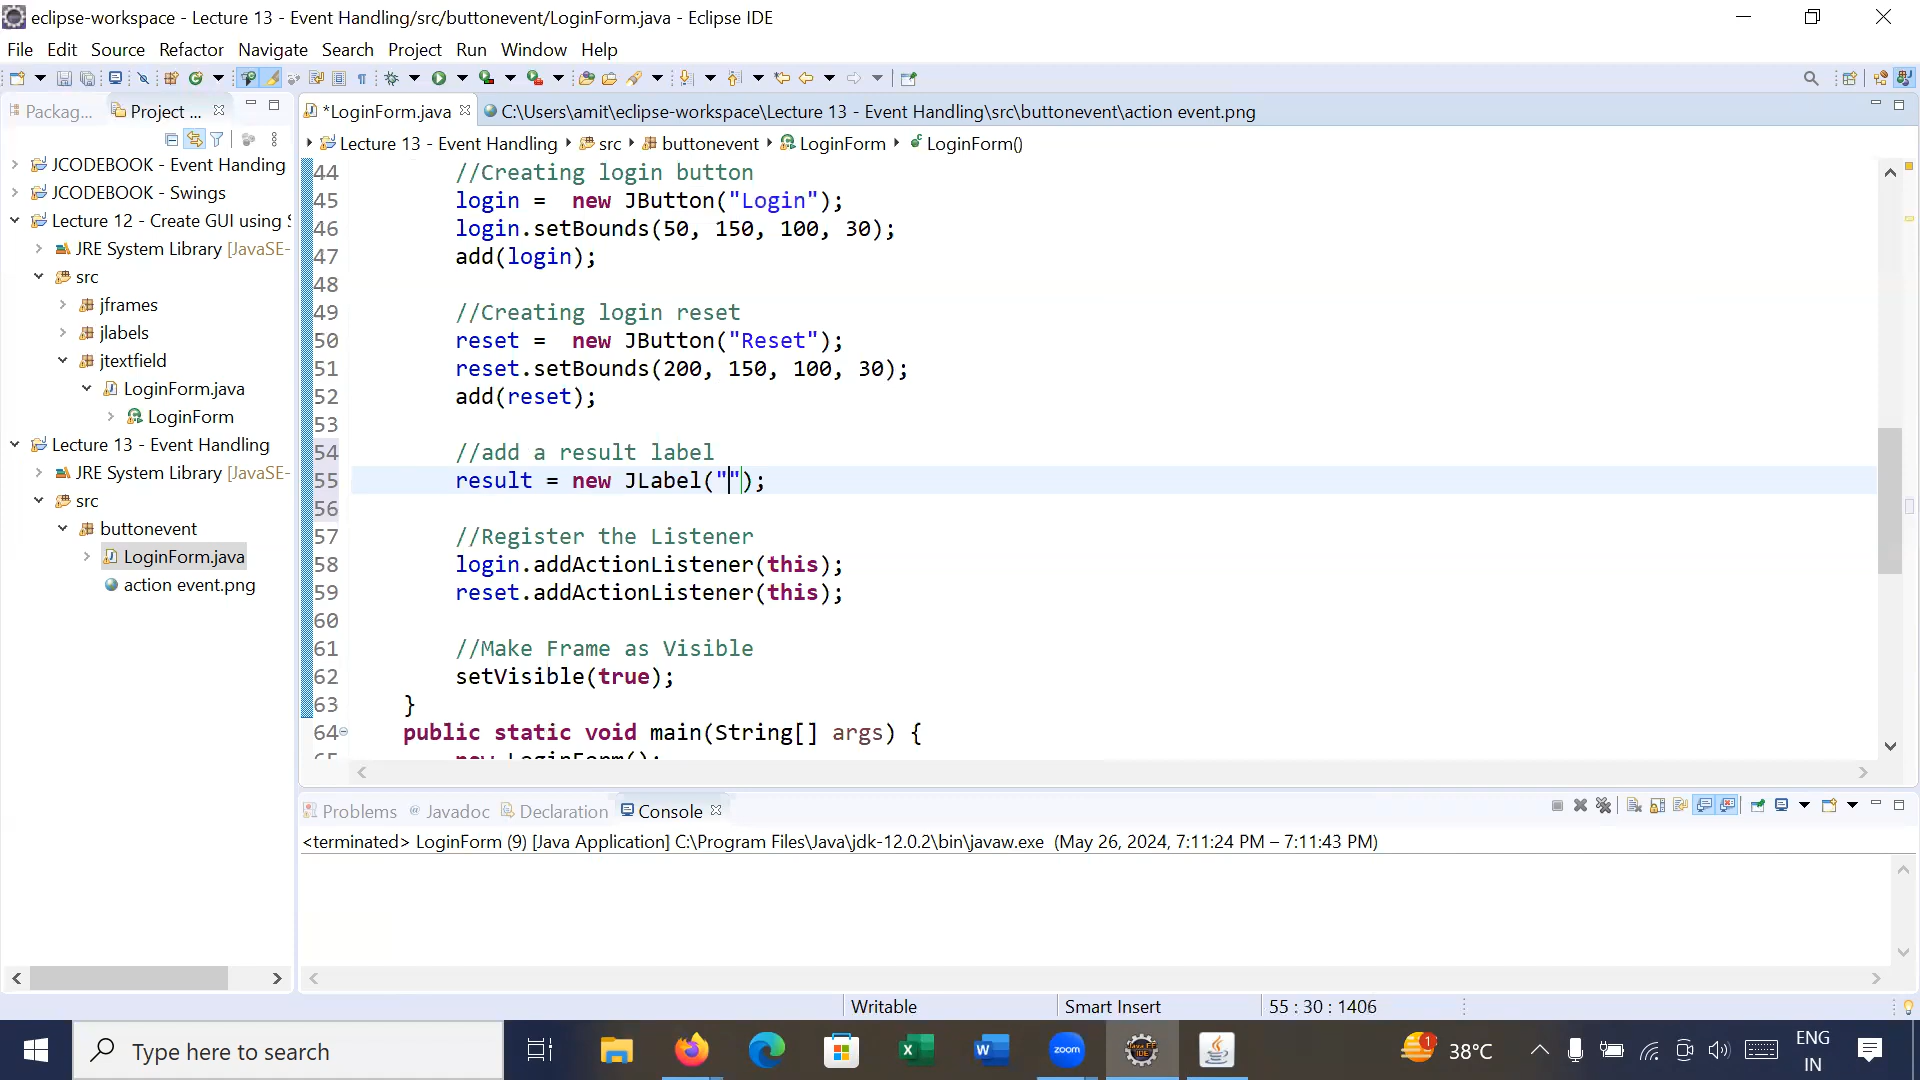 eclipse-workspace - Lecture 13 - Event Handling/src/buttonevent/LoginForm.java - Eclipse IDE
File Edit Source Refactor Navigate Search Project Run Window Help
Packag... Project ...
*LoginForm.java C:\Users\amit\eclipse-workspace\Lecture 13 - Event Handling\src\buttonevent\action event.png
Lecture 13 - Event Handling src buttonevent LoginForm LoginForm()
JCODEBOOK - Event Handing
JCODEBOOK - Swings
Lecture 12 - Create GUI using
JRE System Library [JavaSE-
src
jframes
jlabels
jtextfield
LoginForm.java
LoginForm
Lecture 13 - Event Handling
JRE System Library [JavaSE-
src
buttonevent
LoginForm.java
action event.png
44 //Creating login button
45 login = new JButton("Login");
46 login.setBounds(50, 150, 100, 30);
47 add(login);
48
49 //Creating login reset
50 reset = new JButton("Reset");
51 reset.setBounds(200, 150, 100, 30);
52 add(reset);
53
54 //add a result label
55 result = new JLabel("");
56
57 //Register the Listener
58 login.addActionListener(this);
59 reset.addActionListener(this);
60
61 //Make Frame as Visible
62 setVisible(true);
63 }
64 public static void main(String[] args) {
65 new LoginForm();
Problems Javadoc Declaration Console
<terminated> LoginForm (9) [Java Application] C:\Program Files\Java\jdk-12.0.2\bin\javaw.exe (May 26, 2024, 7:11:24 PM – 7:11:43 PM)
Writable Smart Insert 55 : 30 : 1406
Type here to search
zoom
Java EE IDE
1
38°C
ENG
IN